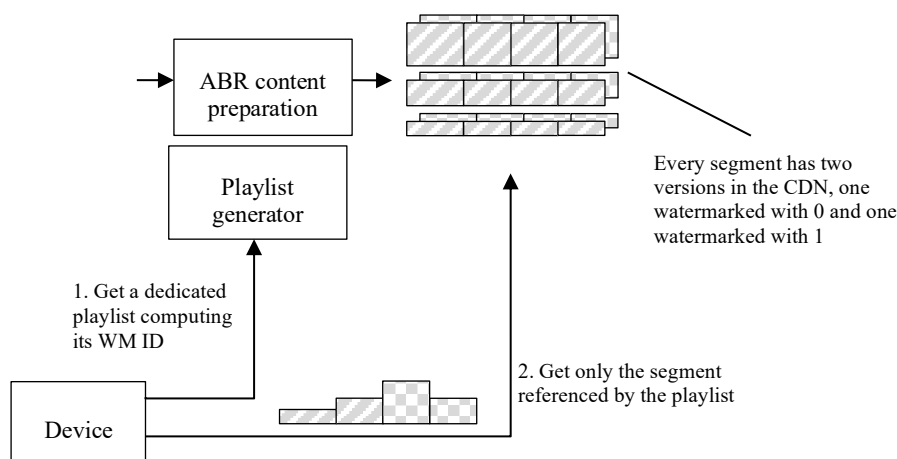 ABR content
preparation
Every segment has two
versions in the CDN, one
watermarked with 0 and one
watermarked with 1
Playlist
generator
1. Get a dedicated
playlist computing
its WM ID
2. Get only the segment
referenced by the playlist
Device